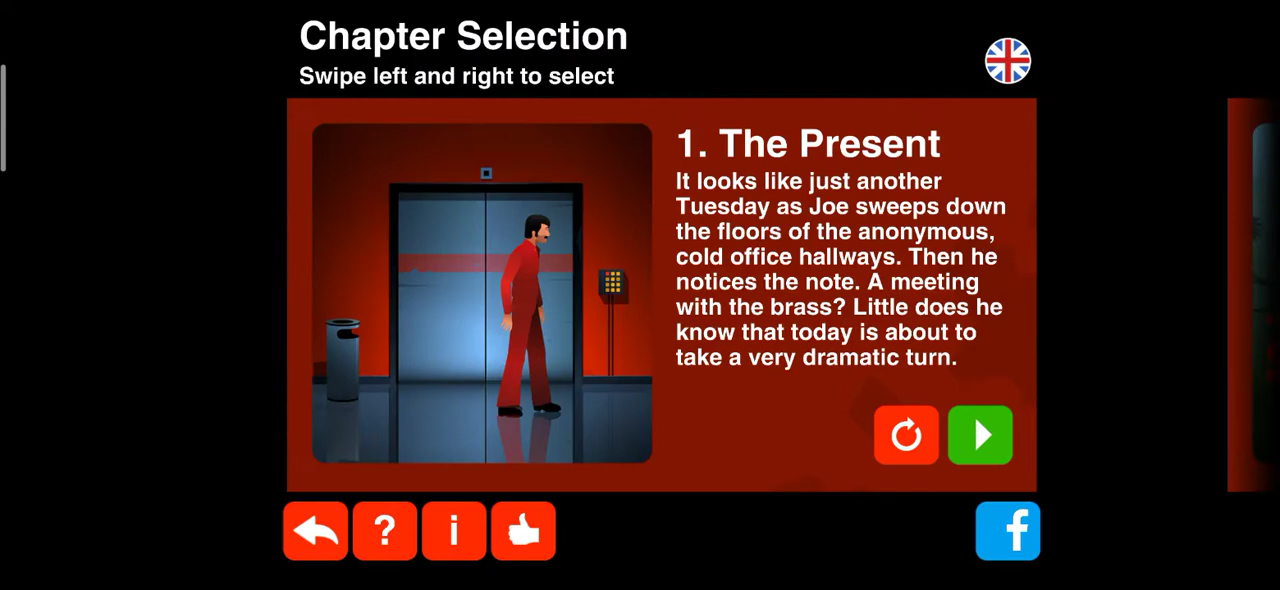 Chapter Selection
Swipe left and right to select
1. The Present
It looks like just another
Tuesday as Joe sweeps down
the floors of the anonymous,
cold office hallways. Then he
notices the note. A meeting
with the brass? Little does he
know that today is about to
take a very dramatic turn.
? i f